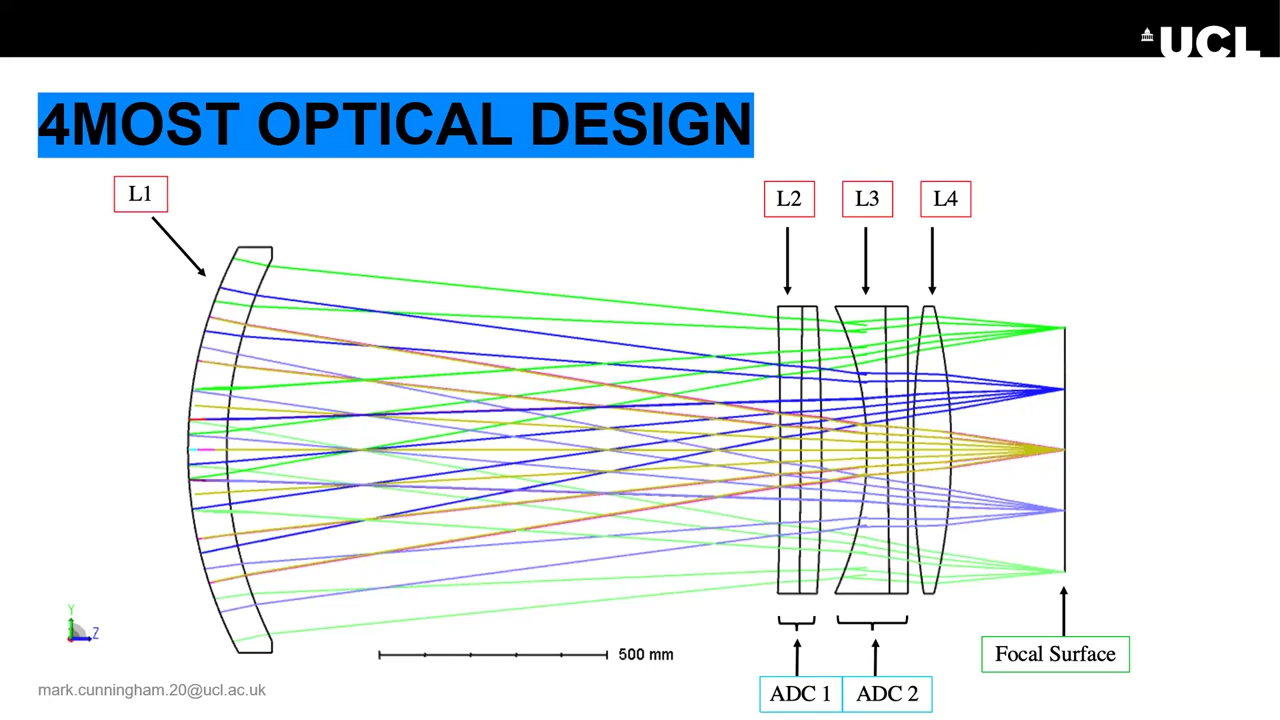 UCL
4MOST OPTICAL DESIGN
L1
L2
L3
L4
Y
Z
500 mm
Focal Surface
ADC 1
ADC 2
mark.cunningham.20@ucl.ac.uk